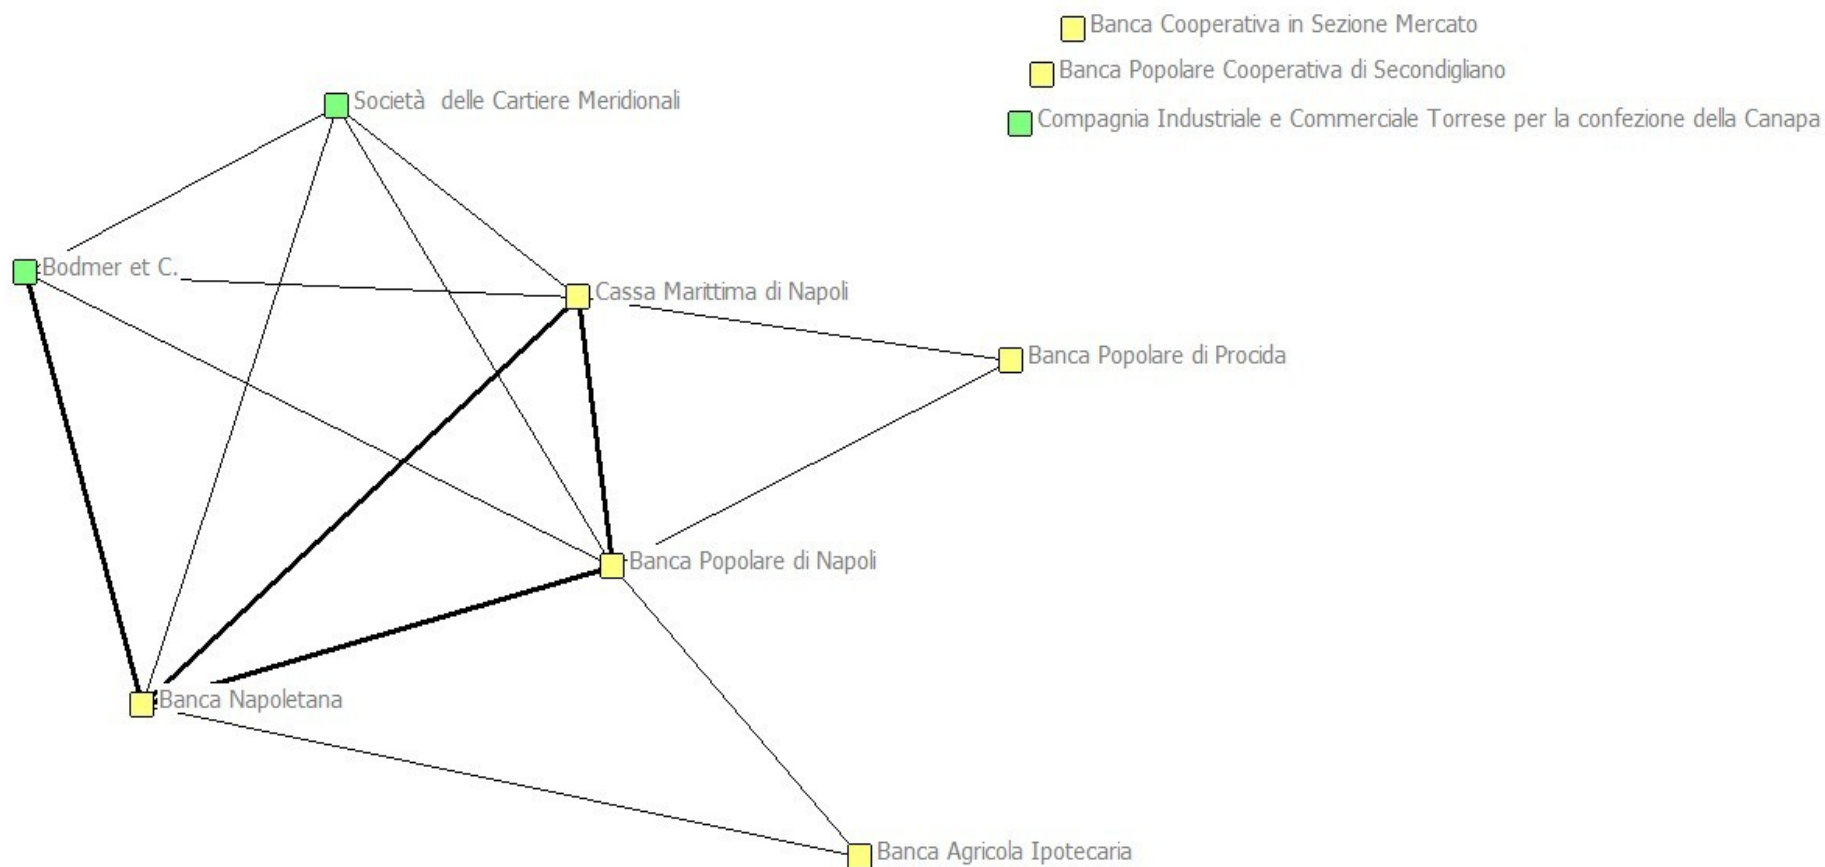 Banca Cooperativa in Sezione Mercato
Banca Popolare Cooperativa di Secondigliano
Società  delle Cartiere Meridionali
Compagnia Industriale e Commerciale Torrese per la confezione della Canapa
Bodmer et C.
Cassa Marittima di Napoli
Banca Popolare di Procida
Banca Popolare di Napoli
Banca Napoletana
Banca Agricola Ipotecaria